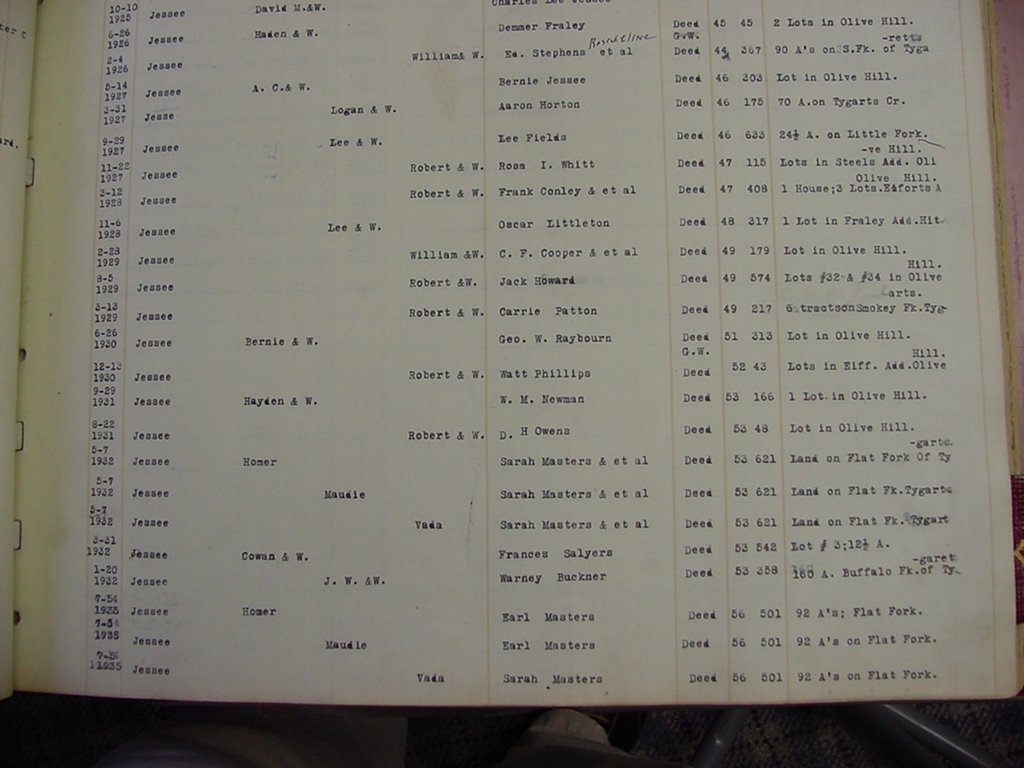 10-10 David M.&W. Charles Lee Jessee
1925 Jessee
6-26 Haden & W. Demmer Fraley Deed 45 45 2 Lots in Olive Hill.
1926 Jessee G.W. -retts
2-4 William& W. Ed. Stephens et al Deed 44 367 90 A's on S.Fk. of Tyga
1926 Jessee
5-14 A. C.& W. Bernie Jessee Deed 46 303 Lot in Olive Hill.
1927 Jessee
3-31 Logan & W. Aaron Horton Deed 46 175 70 A.on Tygarts Cr.
1927 Jesse
9-29 Lee & W. Lee Fields Deed 46 633 24½ A. on Little Fork.
1927 Jessee -ve Hill.
11-22 Robert & W. Rosa I. Whitt Deed 47 115 Lots in Steels Add. Oli
1927 Jessee Olive Hill.
3-12 Robert & W. Frank Conley & et al Deed 47 408 1 House;3 Lots.Edforts A
1928 Jessee
11-6 Lee & W. Oscar Littleton Deed 48 317 1 Lot in Fraley Add.Hit
1928 Jessee
2-28 William &W. C. F. Cooper & et al Deed 49 179 Lot in Olive Hill.
1929 Jessee Hill.
8-5 Robert &W. Jack Howard Deed 49 574 Lots #32 & #34 in Olive
1929 Jessee arts.
3-13 Robert & W. Carrie Patton Deed 49 217 6 tractsonSmokey Fk.Tyg-
1929 Jessee
6-26 Bernie & W. Geo. W. Raybourn Deed 51 313 Lot in Olive Hill.
1930 Jessee G.W. Hill.
12-13 Robert & W. Watt Phillips Deed 52 43 Lots in Eiff. Add.Olive
1930 Jessee
9-29 Hayden & W. W. M. Newman Deed 53 166 1 Lot in Olive Hill.
1931 Jessee
8-22 Robert & W. D. H Owens Deed 53 48 Lot in Olive Hill.
1931 Jessee -garts.
5-7
1932 Jessee Homer Sarah Masters & et al Deed 53 621 Land on Flat Fork Of Ty
5-7
1932 Jessee Maudie Sarah Masters & et al Deed 53 621 Land on Flat Fk.Tygarts
5-7
1932 Jessee Vada Sarah Masters & et al Deed 53 621 Land on Flat Fk. Tygart
3-31
1932 Jessee Cowan & W. Frances Salyers Deed 53 542 Lot # 3;12½ A.
1-20 -garet
1932 Jessee J. W. &W. Warney Buckner Deed 53 358 160 A. Buffalo Fk.of Ty.
1935 Jessee Homer Earl Masters Deed 56 501 92 A's; Flat Fork.
Jessee Maudie Earl Masters Deed 56 501 92 A's on Flat Fork.
1935 Jessee Vada Sarah Masters Deed 56 501 92 A's on Flat Fork.